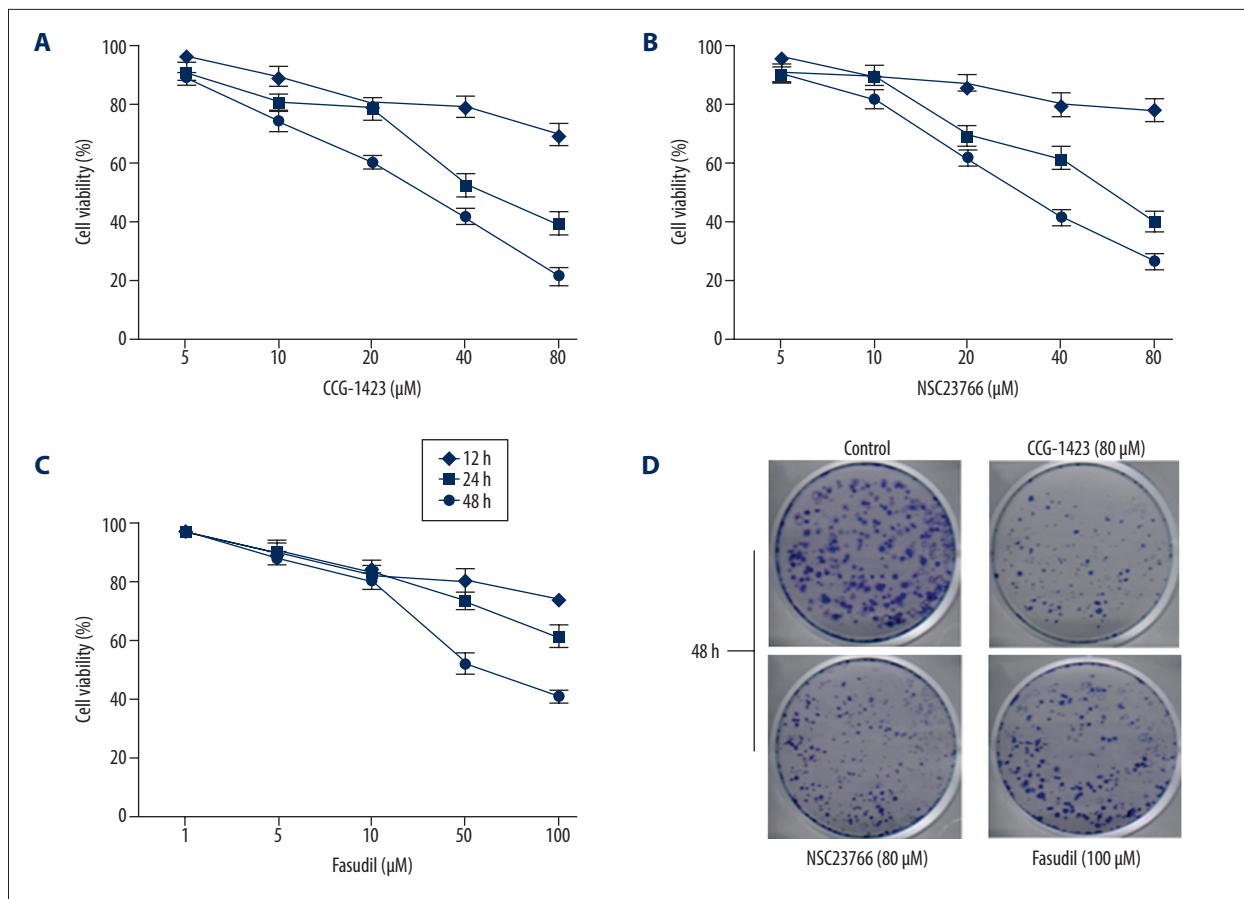 A
100
80
60
40
20
0
Cell viability (%)
5 10 20 40 80
CCG-1423 (μM)
B
100
80
60
40
20
0
Cell viability (%)
5 10 20 40 80
NSC23766 (μM)
C
12 h
24 h
48 h
100
80
60
40
20
0
Cell viability (%)
1 5 10 50 100
Fasudil (μM)
D
Control
CCG-1423 (80 μM)
48 h
NSC23766 (80 μM)
Fasudil (100 μM)